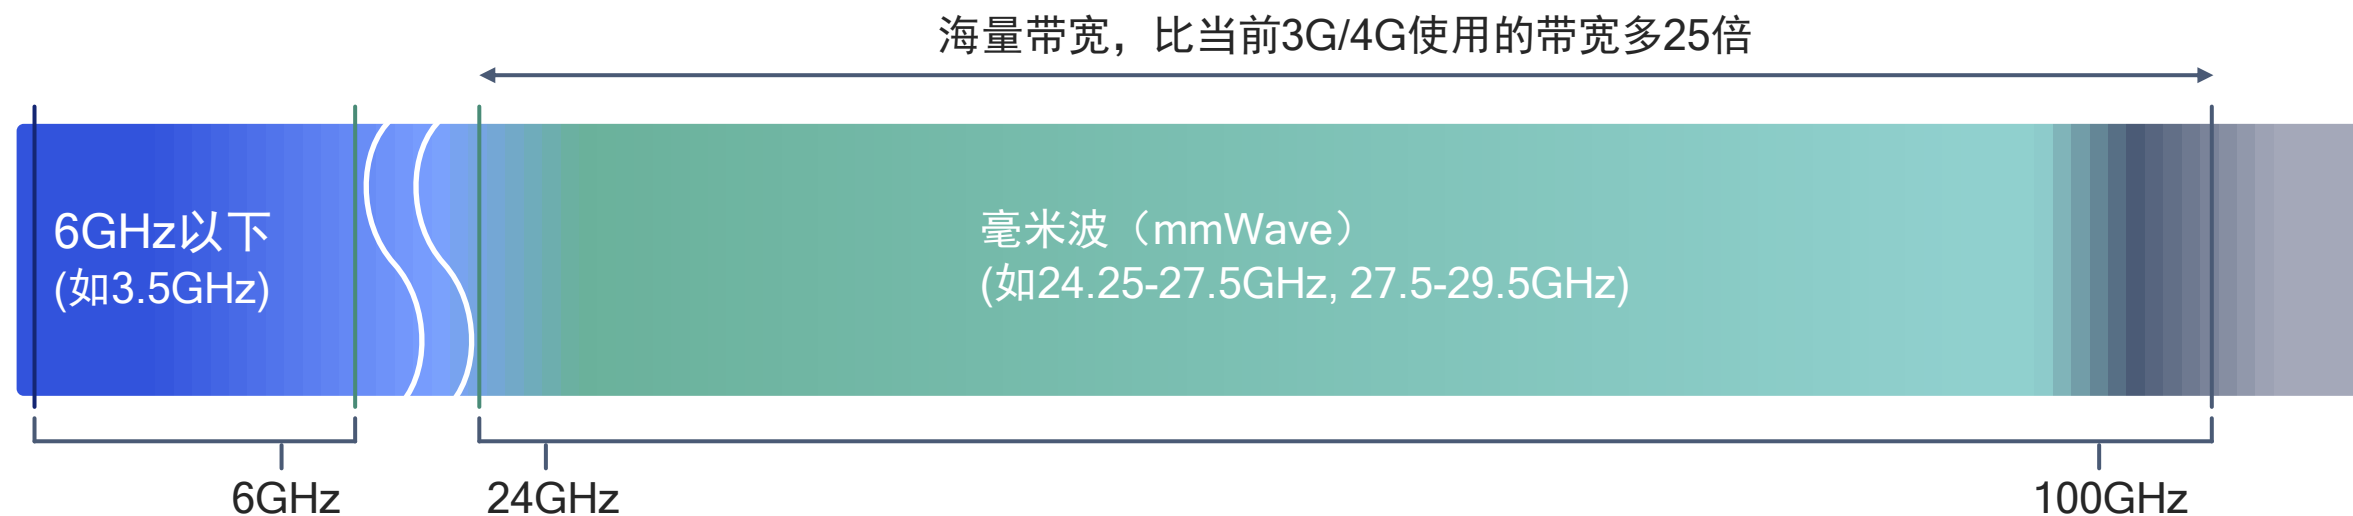 海量带宽，比当前3G/4G使用的带宽多25倍
6GHz以下
(如3.5GHz)
毫米波（mmWave）
(如24.25-27.5GHz, 27.5-29.5GHz)
6GHz
24GHz
100GHz